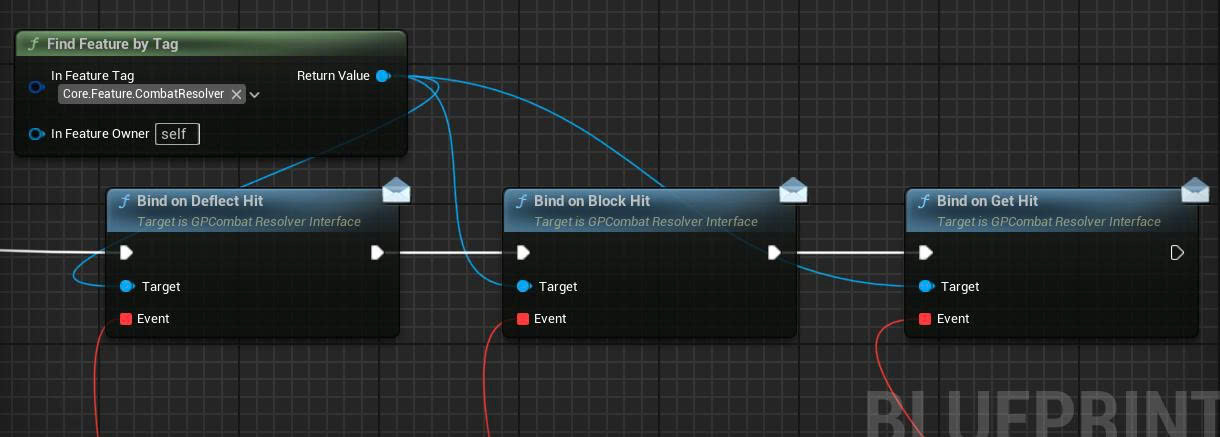 Find Feature by Tag
In Feature Tag
Return Value
Core.Feature.CombatResolver
In Feature Owner
self
Bind on Deflect Hit
Target is GPCombat Resolver Interface
Target
Event
Bind on Block Hit
Target is GPCombat Resolver Interface
Target
Event
Bind on Get Hit
Target is GPCombat Resolver Interface
Target
Event
BLUEPRINT